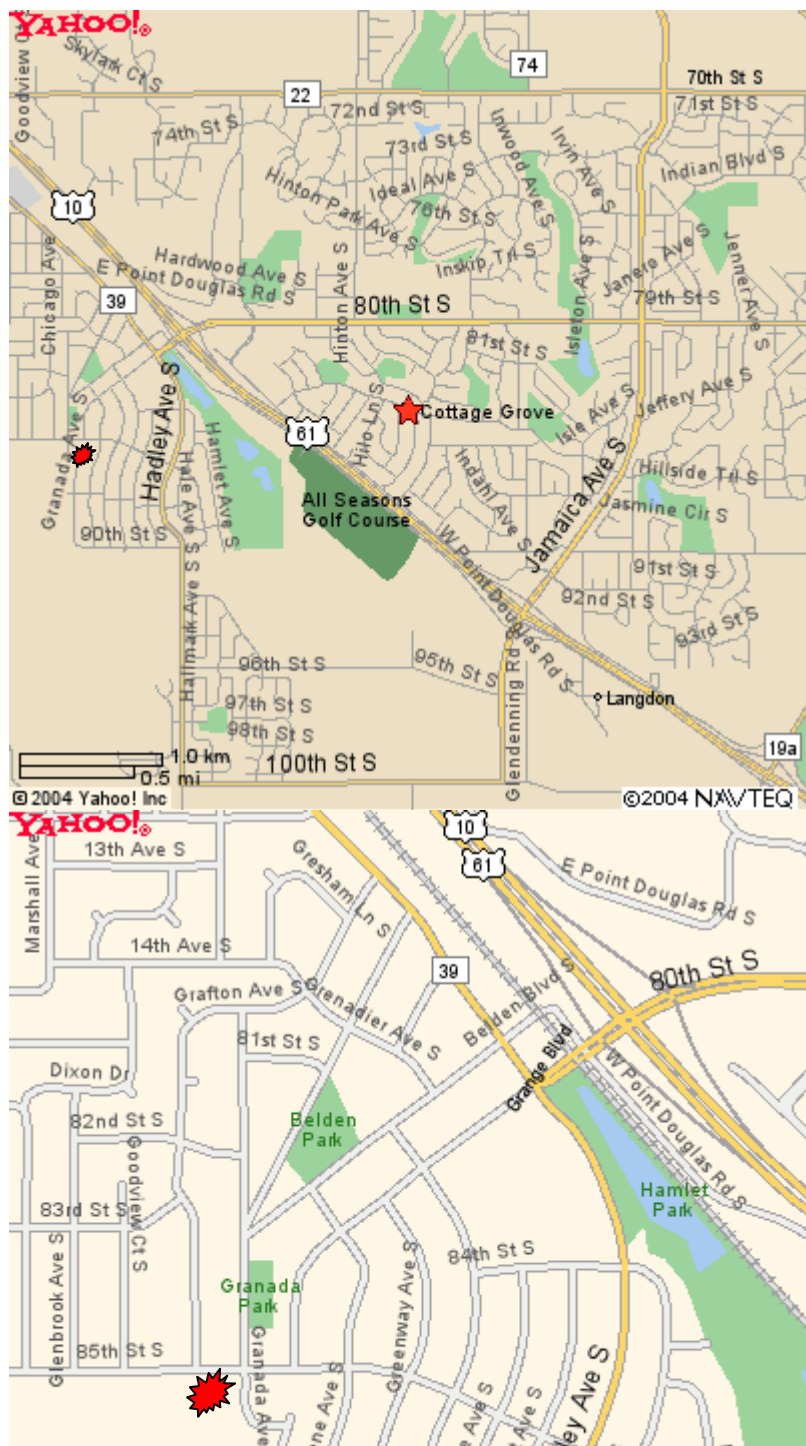 YAHOO!®
Goodview Ct S
Skylark Ct S
74
22
70th St S
71st St S
72nd St S
74th St S
73rd St S
Inwood Ave S
Irvin Ave S
Indian Blvd S
Ideal Ave S
Hinton Park Ave S
76th St S
10
Inskip Trl S
Janero Ave S
Jenner Ave S
Hardwood Ave S
E Point Douglas Rd S
Hinton Ave S
Isleton Ave S
79th St S
Chicago Ave
39
80th St S
81st St S
Hilo Ln S
Cottage Grove
Isle Ave S
Jeffery Ave S
61
Granada Ave S
Hadley Ave S
Hale Ave S
Hamlet Ave S
Indahl Ave S
Jamaica Ave S
Hillside Trl S
Jasmine Cir S
All Seasons
Golf Course
90th St S
W Point Douglas Rd S
91st St S
92nd St S
93rd St S
Hallmark Ave S
96th St S
95th St S
Glendenning Rd S
Langdon
97th St S
98th St S
19a
1.0 km
0.5 mi
100th St S
© 2004 Yahoo! Inc
©2004 NAVTEQ
YAHOO!®
10
61
Marshall Ave
13th Ave S
Gresham Ln S
E Point Douglas Rd S
14th Ave S
39
80th St S
Grafton Ave S
Grenadier Ave S
Belden Blvd S
81st St S
Grange Blvd
Dixon Dr
W Point Douglas Rd S
82nd St S
Belden
Park
Goodview Ct S
Hamlet
Park
83rd St S
84th St S
Glenbrook Ave S
Granada
Park
Greenway Ave S
85th St S
Granada Ave
ne Ave S
ley Ave S